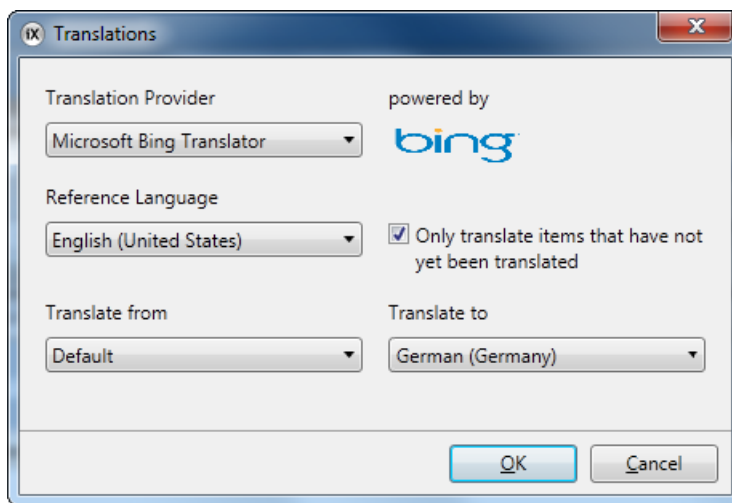 iX Translations
Translation Provider
powered by
Microsoft Bing Translator
bing
Reference Language
English (United States)
Only translate items that have not
yet been translated
Translate from
Translate to
Default
German (Germany)
OK
Cancel